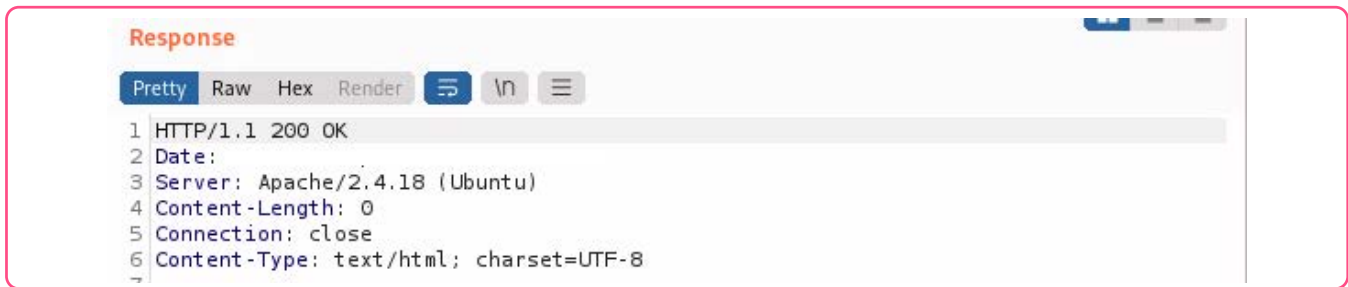 Response
Pretty Raw Hex Render \n
1 HTTP/1.1 200 OK
2 Date:
3 Server: Apache/2.4.18 (Ubuntu)
4 Content-Length: 0
5 Connection: close
6 Content-Type: text/html; charset=UTF-8